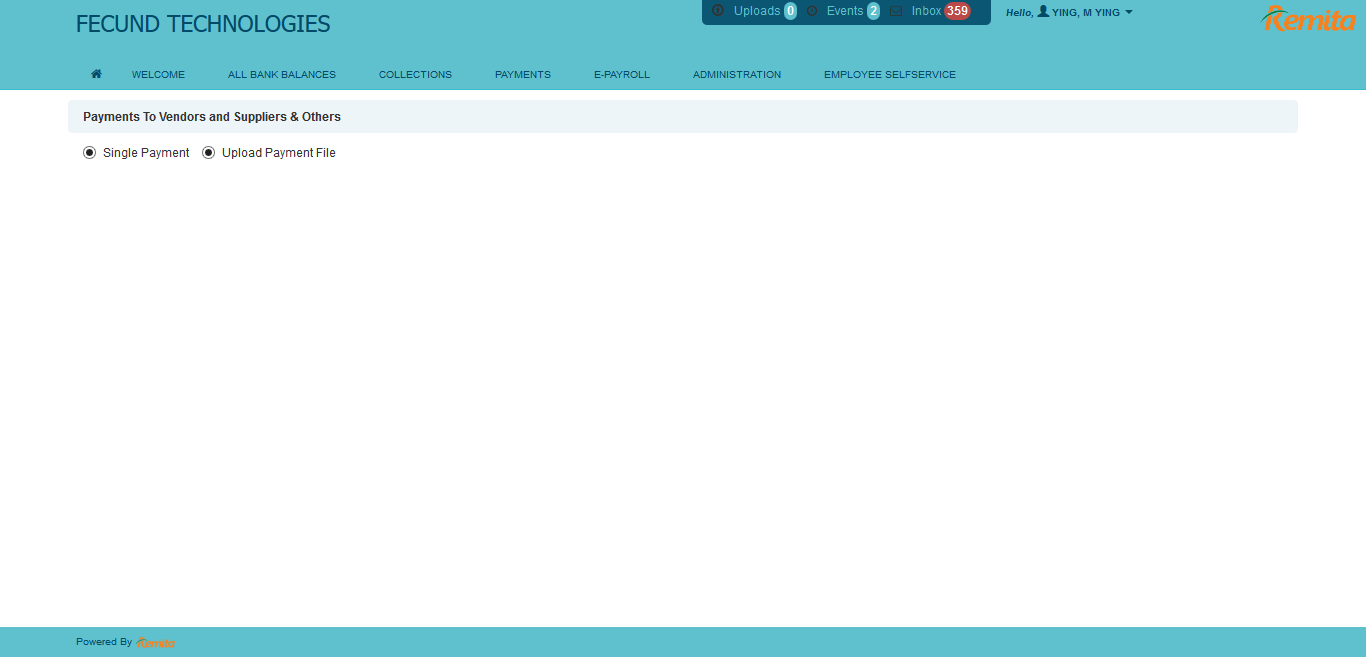 FECUND TECHNOLOGIES
Uploads 0 Events 2 Inbox 359
Hello, YING, M YING
Remita
WELCOME ALL BANK BALANCES COLLECTIONS PAYMENTS E-PAYROLL ADMINISTRATION EMPLOYEE SELFSERVICE
Payments To Vendors and Suppliers & Others
Single Payment Upload Payment File
Powered By Remita